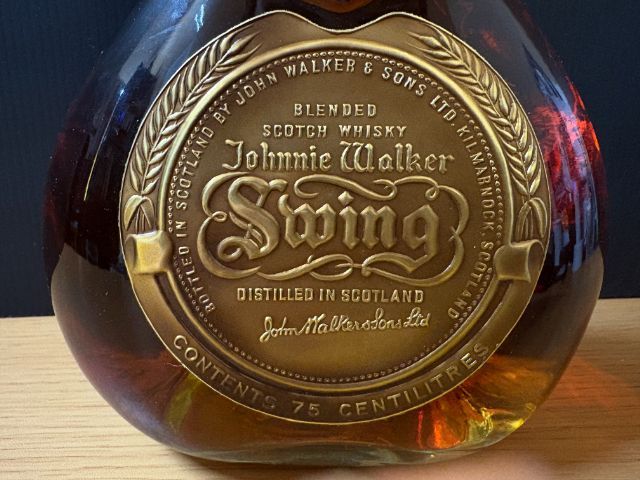 BOTTLED IN SCOTLAND BY JOHN WALKER & SONS LTD. KILMARNOCK, SCOTLAND
BLENDED
SCOTCH WHISKY
Johnnie Walker
Swing
DISTILLED IN SCOTLAND
John Walker & Sons Ltd
CONTENTS 75 CENTILITRES